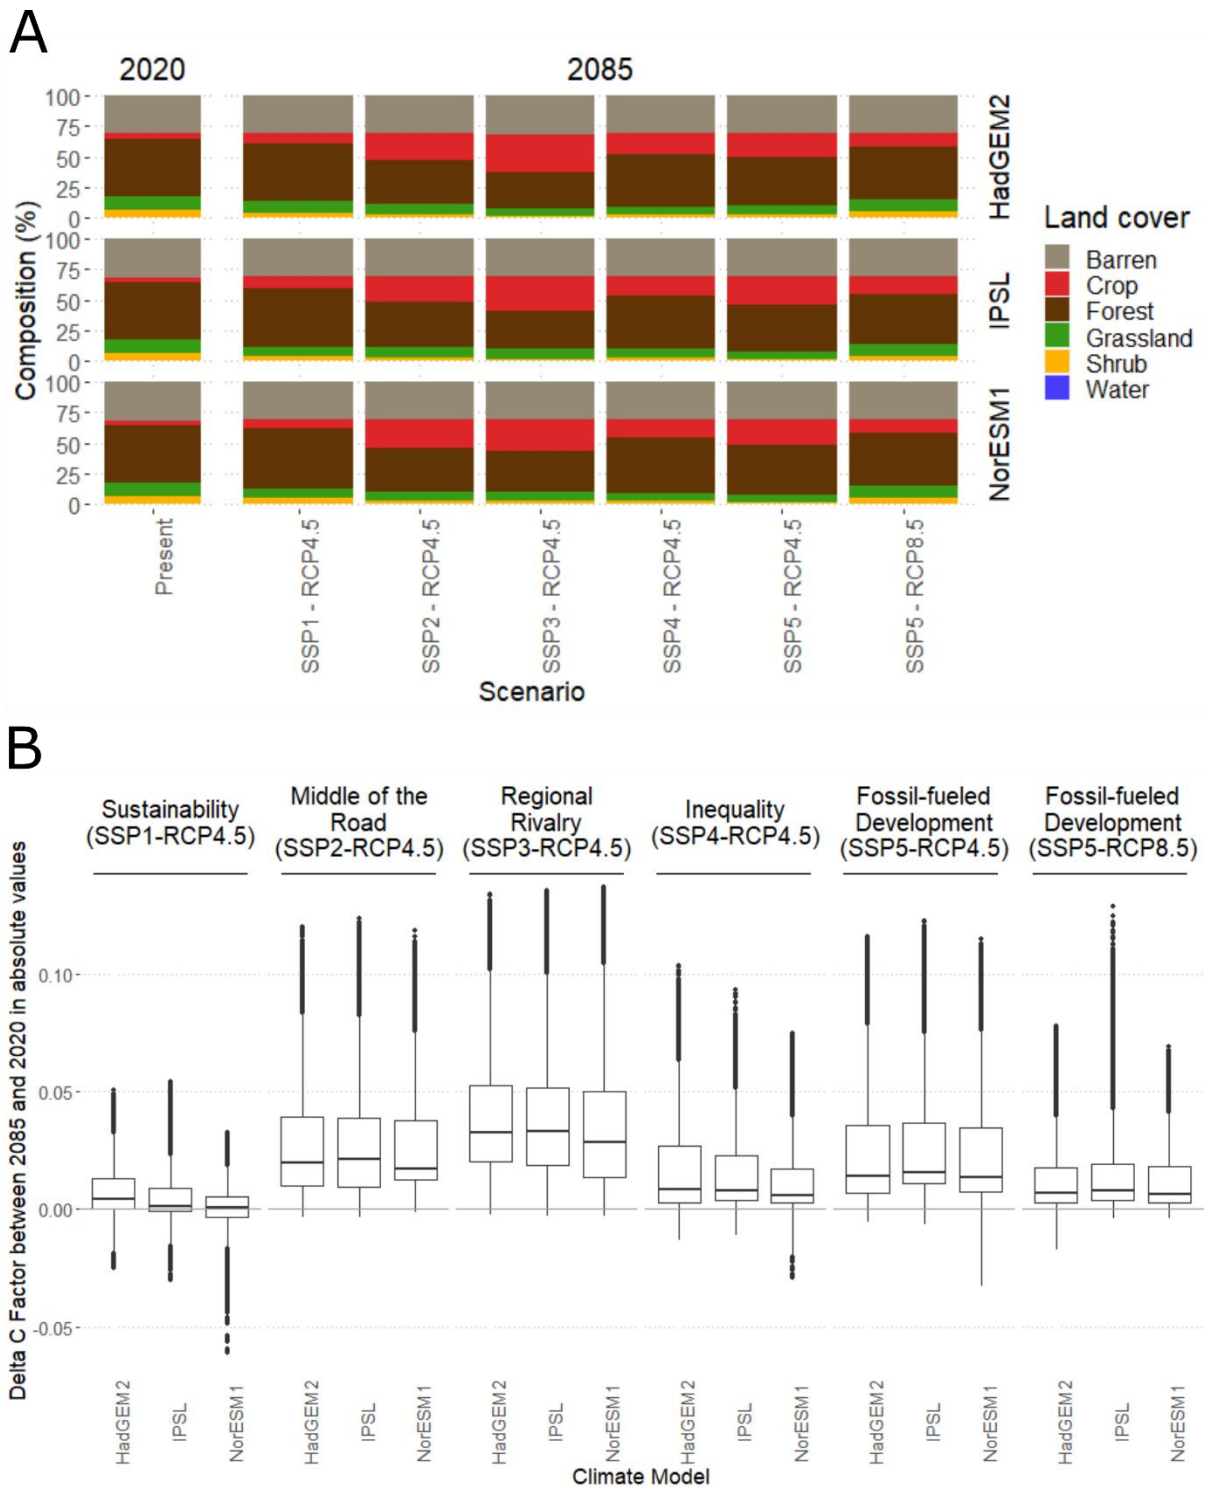 A
2020
2085
100
75
50
25
0
HadGEM2
100
75
50
25
0
IPSL
100
75
50
25
0
NorESM1
Composition (%)
Present
SSP1 - RCP4.5
SSP2 - RCP4.5
SSP3 - RCP4.5
SSP4 - RCP4.5
SSP5 - RCP4.5
SSP5 - RCP8.5
Scenario
Land cover
Barren
Crop
Forest
Grassland
Shrub
Water
B
Sustainability
(SSP1-RCP4.5)
Middle of the
Road
(SSP2-RCP4.5)
Regional
Rivalry
(SSP3-RCP4.5)
Inequality
(SSP4-RCP4.5)
Fossil-fueled
Development
(SSP5-RCP4.5)
Fossil-fueled
Development
(SSP5-RCP8.5)
Delta C Factor between 2085 and 2020 in absolute values
0.10
0.05
0.00
-0.05
HadGEM2
IPSL
NorESM1
HadGEM2
IPSL
NorESM1
HadGEM2
IPSL
NorESM1
HadGEM2
IPSL
NorESM1
HadGEM2
IPSL
NorESM1
HadGEM2
IPSL
NorESM1
Climate Model